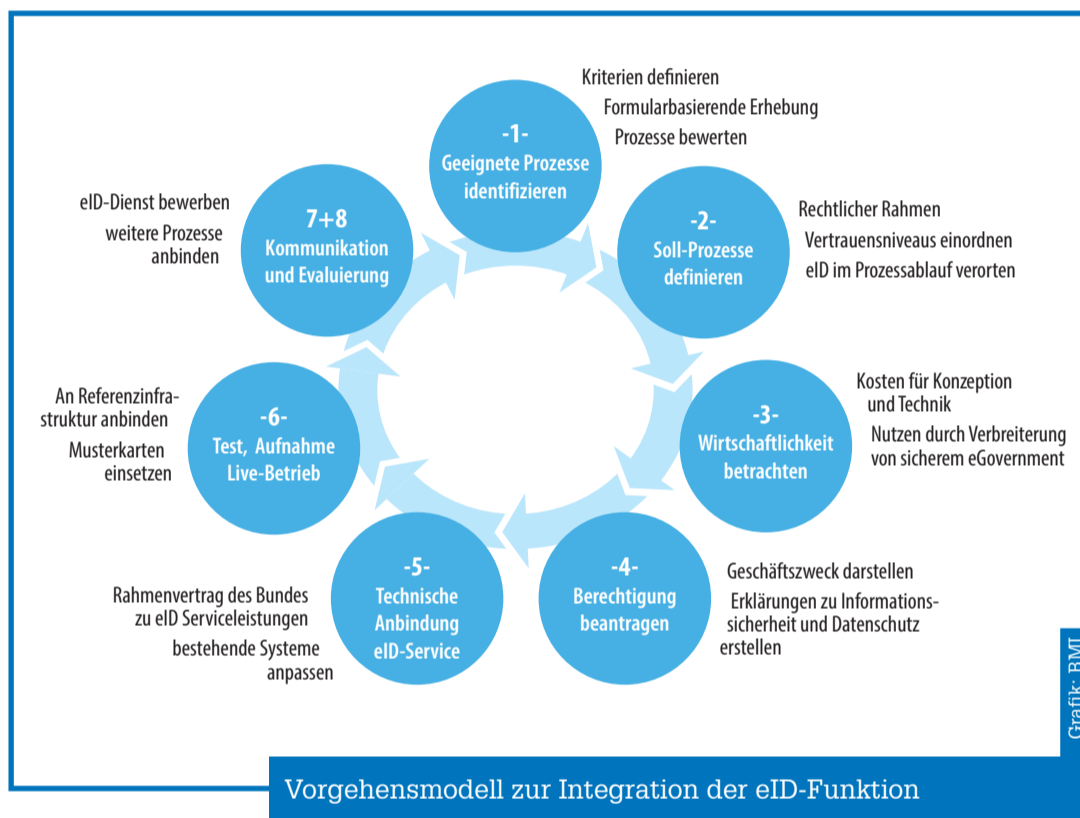 -1-
Geeignete Prozesse
identifizieren
Kriterien definieren
Formularbasierende Erhebung
Prozesse bewerten
-2-
Soll-Prozesse
definieren
Rechtlicher Rahmen
Vertrauensniveaus einordnen
eID im Prozessablauf verorten
-3-
Wirtschaftlichkeit
betrachten
Kosten für Konzeption
und Technik
Nutzen durch Verbreiterung
von sicherem eGovernment
-4-
Berechtigung
beantragen
Geschäftszweck darstellen
Erklärungen zu Informations-
sicherheit und Datenschutz
erstellen
-5-
Technische
Anbindung
eID-Service
Rahmenvertrag des Bundes
zu eID Serviceleistungen
bestehende Systeme
anpassen
-6-
Test, Aufnahme
Live-Betrieb
An Referenzinfra-
struktur anbinden
Musterkarten
einsetzen
7+8
Kommunikation
und Evaluierung
eID-Dienst bewerben
weitere Prozesse
anbinden
Grafik: BMI
Vorgehensmodell zur Integration der eID-Funktion